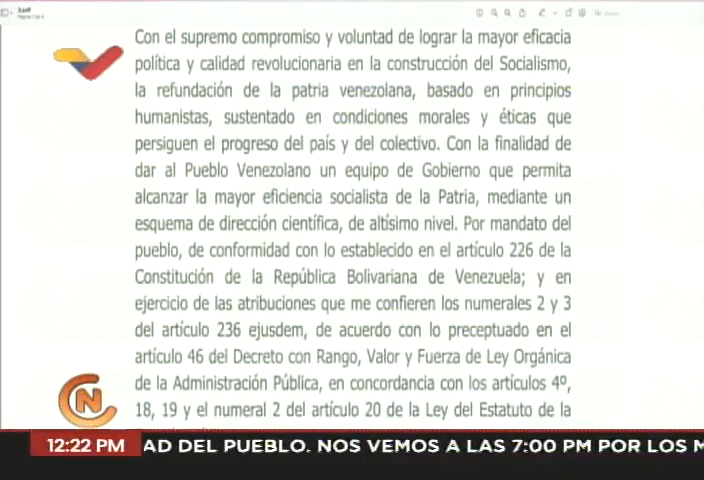 Con el supremo compromiso y voluntad de lograr la mayor eficacia
política y calidad revolucionaria en la construcción del Socialismo,
la refundación de la patria venezolana, basado en principios
humanistas, sustentado en condiciones morales y éticas que
persiguen el progreso del país y del colectivo. Con la finalidad de
dar al Pueblo Venezolano un equipo de Gobierno que permita
alcanzar la mayor eficiencia socialista de la Patria, mediante un
esquema de dirección científica, de altísimo nivel. Por mandato del
pueblo, de conformidad con lo establecido en el artículo 226 de la
Constitución de la República Bolivariana de Venezuela; y en
ejercicio de las atribuciones que me confieren los numerales 2 y 3
del artículo 236 ejusdem, de acuerdo con lo preceptuado en el
artículo 46 del Decreto con Rango, Valor y Fuerza de Ley Orgánica
de la Administración Pública, en concordancia con los artículos 4º,
18, 19 y el numeral 2 del artículo 20 de la Ley del Estatuto de la
CN
12:22 PM AD DEL PUEBLO. NOS VEMOS A LAS 7:00 PM POR LOS M